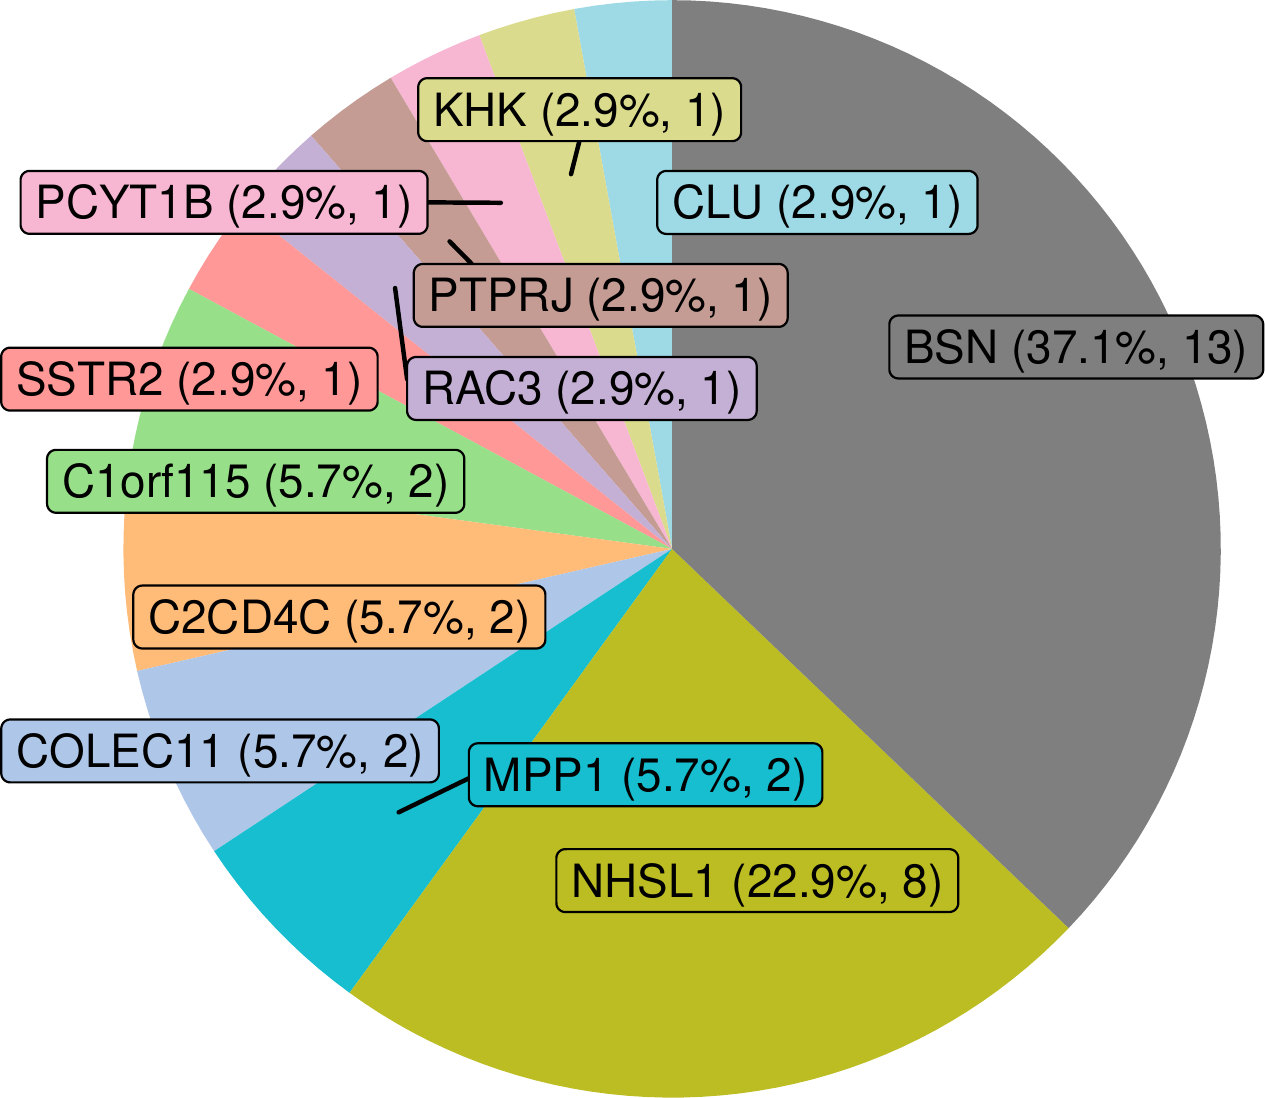 KHK (2.9%, 1)
PCYT1B (2.9%, 1)
CLU (2.9%, 1)
PTPRJ (2.9%, 1)
BSN (37.1%, 13)
SSTR2 (2.9%, 1)
RAC3 (2.9%, 1)
C1orf115 (5.7%, 2)
C2CD4C (5.7%, 2)
COLEC11 (5.7%, 2)
MPP1 (5.7%, 2)
NHSL1 (22.9%, 8)